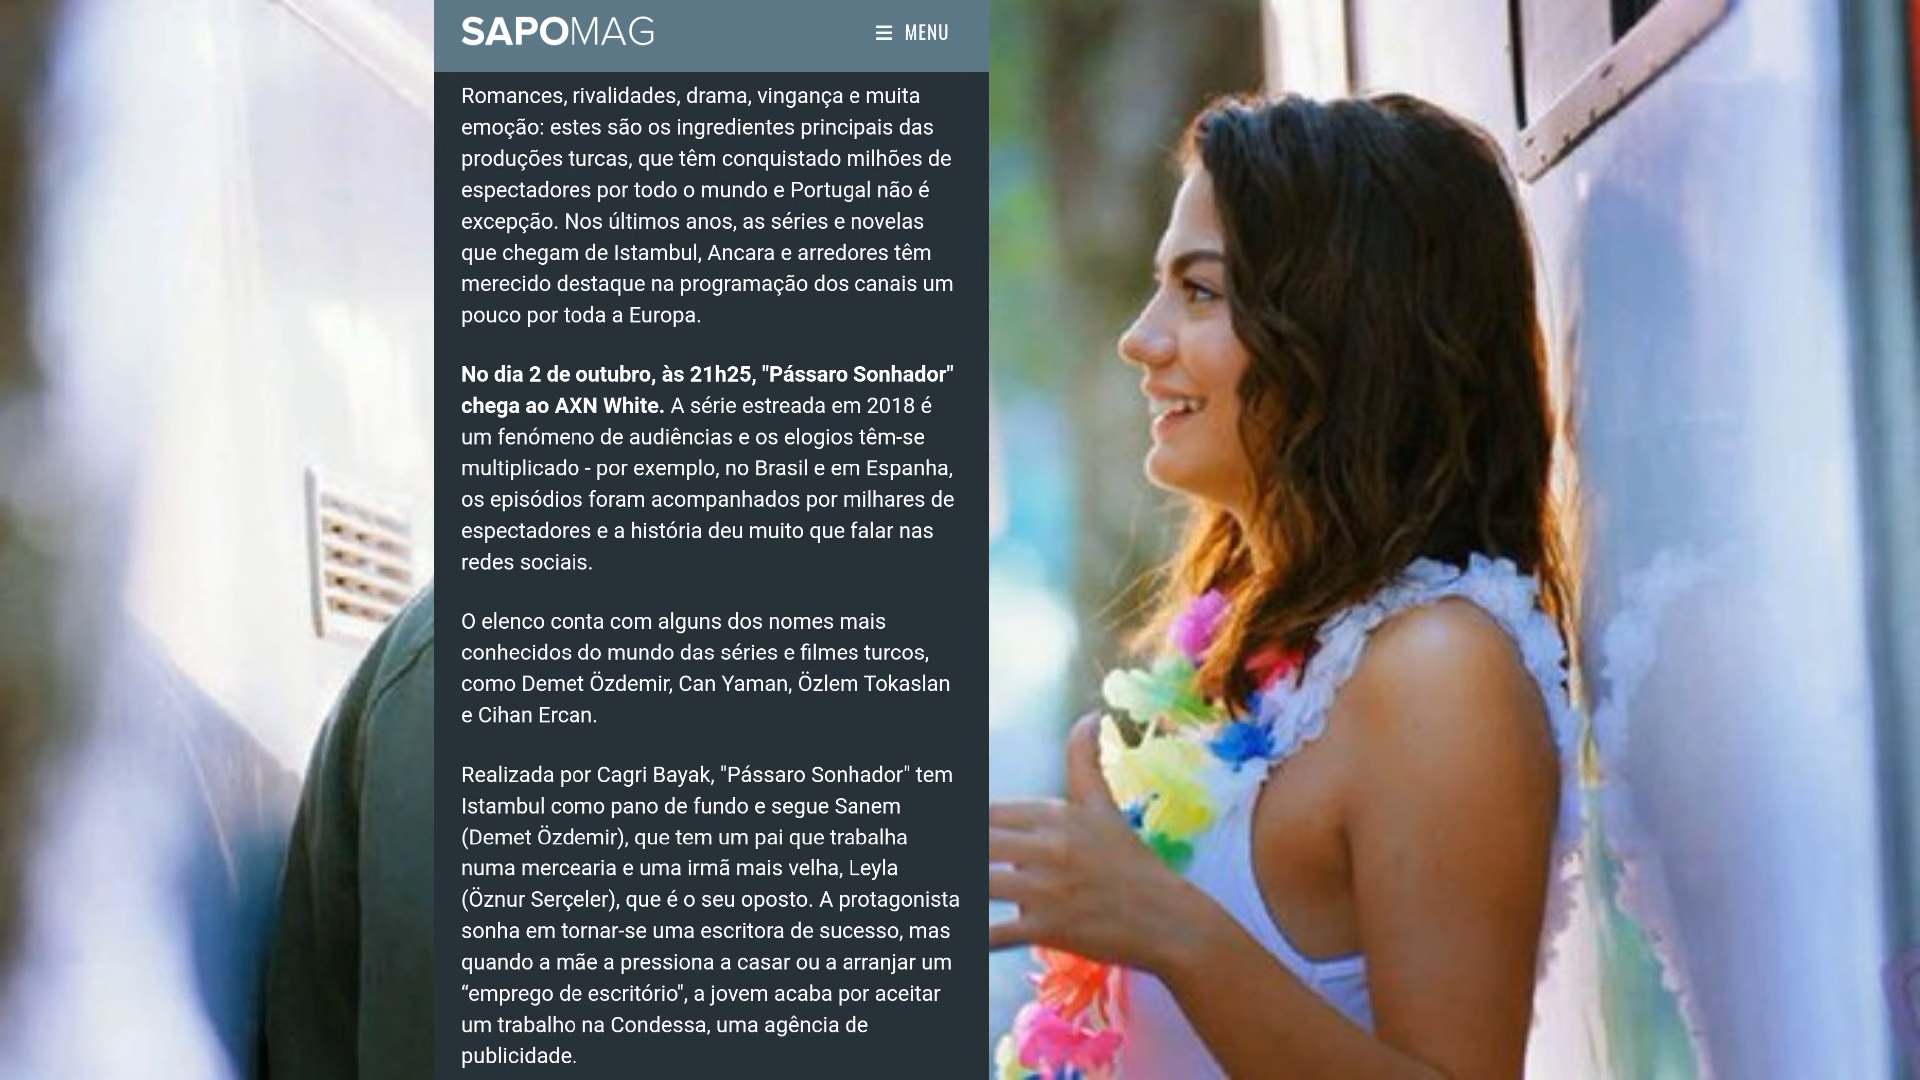 SAPOMAG
MENU
Romances, rivalidades, drama, vingança e muita
emoção: estes são os ingredientes principais das
produções turcas, que têm conquistado milhões de
espectadores por todo o mundo e Portugal não é
excepção. Nos últimos anos, as séries e novelas
que chegam de Istambul, Ancara e arredores têm
merecido destaque na programação dos canais um
pouco por toda a Europa.
No dia 2 de outubro, às 21h25, "Pássaro Sonhador"
chega ao AXN White. A série estreada em 2018 é
um fenómeno de audiências e os elogios têm-se
multiplicado - por exemplo, no Brasil e em Espanha,
os episódios foram acompanhados por milhares de
espectadores e a história deu muito que falar nas
redes sociais.
O elenco conta com alguns dos nomes mais
conhecidos do mundo das séries e filmes turcos,
como Demet Özdemir, Can Yaman, Özlem Tokaslan
e Cihan Ercan.
Realizada por Cagri Bayak, "Pássaro Sonhador" tem
Istambul como pano de fundo e segue Sanem
(Demet Özdemir), que tem um pai que trabalha
numa mercearia e uma irmã mais velha, Leyla
(Öznur Serçeler), que é o seu oposto. A protagonista
sonha em tornar-se uma escritora de sucesso, mas
quando a mãe a pressiona a casar ou a arranjar um
“emprego de escritório", a jovem acaba por aceitar
um trabalho na Condessa, uma agência de
publicidade.